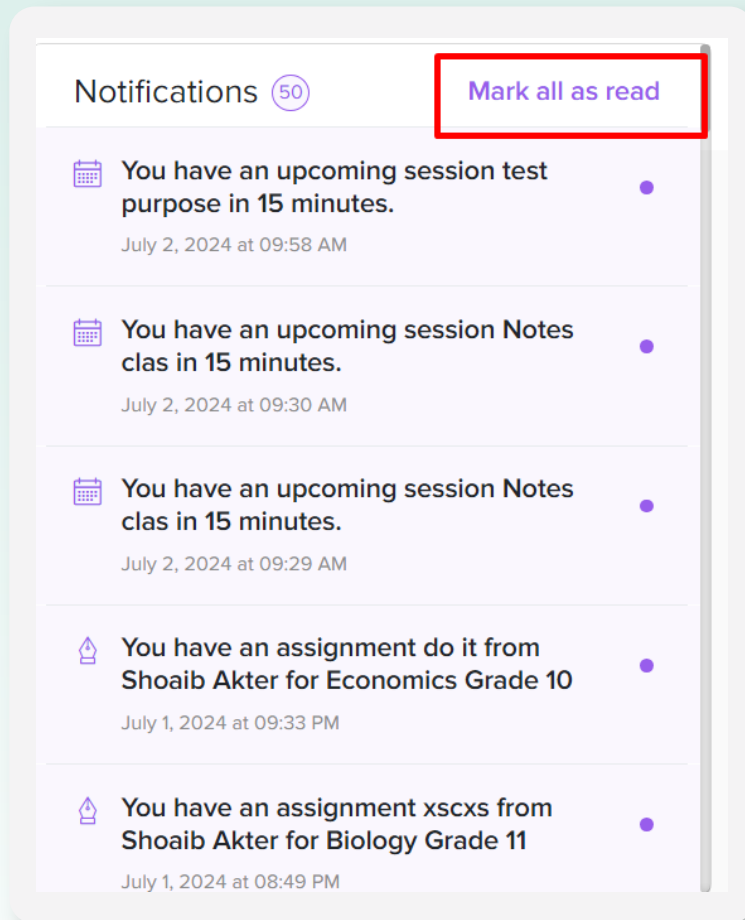 Notifications 50 Mark all as read
You have an upcoming session test
purpose in 15 minutes.
July 2, 2024 at 09:58 AM
You have an upcoming session Notes
clas in 15 minutes.
July 2, 2024 at 09:30 AM
You have an upcoming session Notes
clas in 15 minutes.
July 2, 2024 at 09:29 AM
You have an assignment do it from
Shoaib Akter for Economics Grade 10
July 1, 2024 at 09:33 PM
You have an assignment xscxs from
Shoaib Akter for Biology Grade 11
July 1, 2024 at 08:49 PM